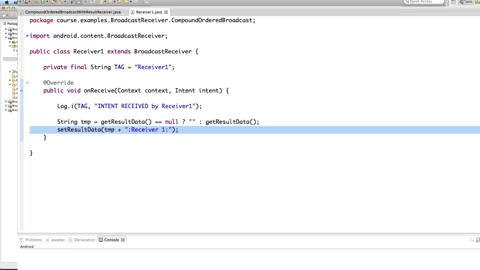 CompoundOrderedBroadcastWithResultReceiver.java
Receiver1.java
package course.examples.BroadcastReceiver.CompoundOrderedBroadcast;
import android.content.BroadcastReceiver;
public class Receiver1 extends BroadcastReceiver {
private final String TAG = "Receiver1";
@Override
public void onReceive(Context context, Intent intent) {
Log.i(TAG, "INTENT RECEIVED by Receiver1");
String tmp = getResultData() == null ? "" : getResultData();
setResultData(tmp + ":Receiver 1:");
}
}
Problems @ Javadoc Declaration Console
Android